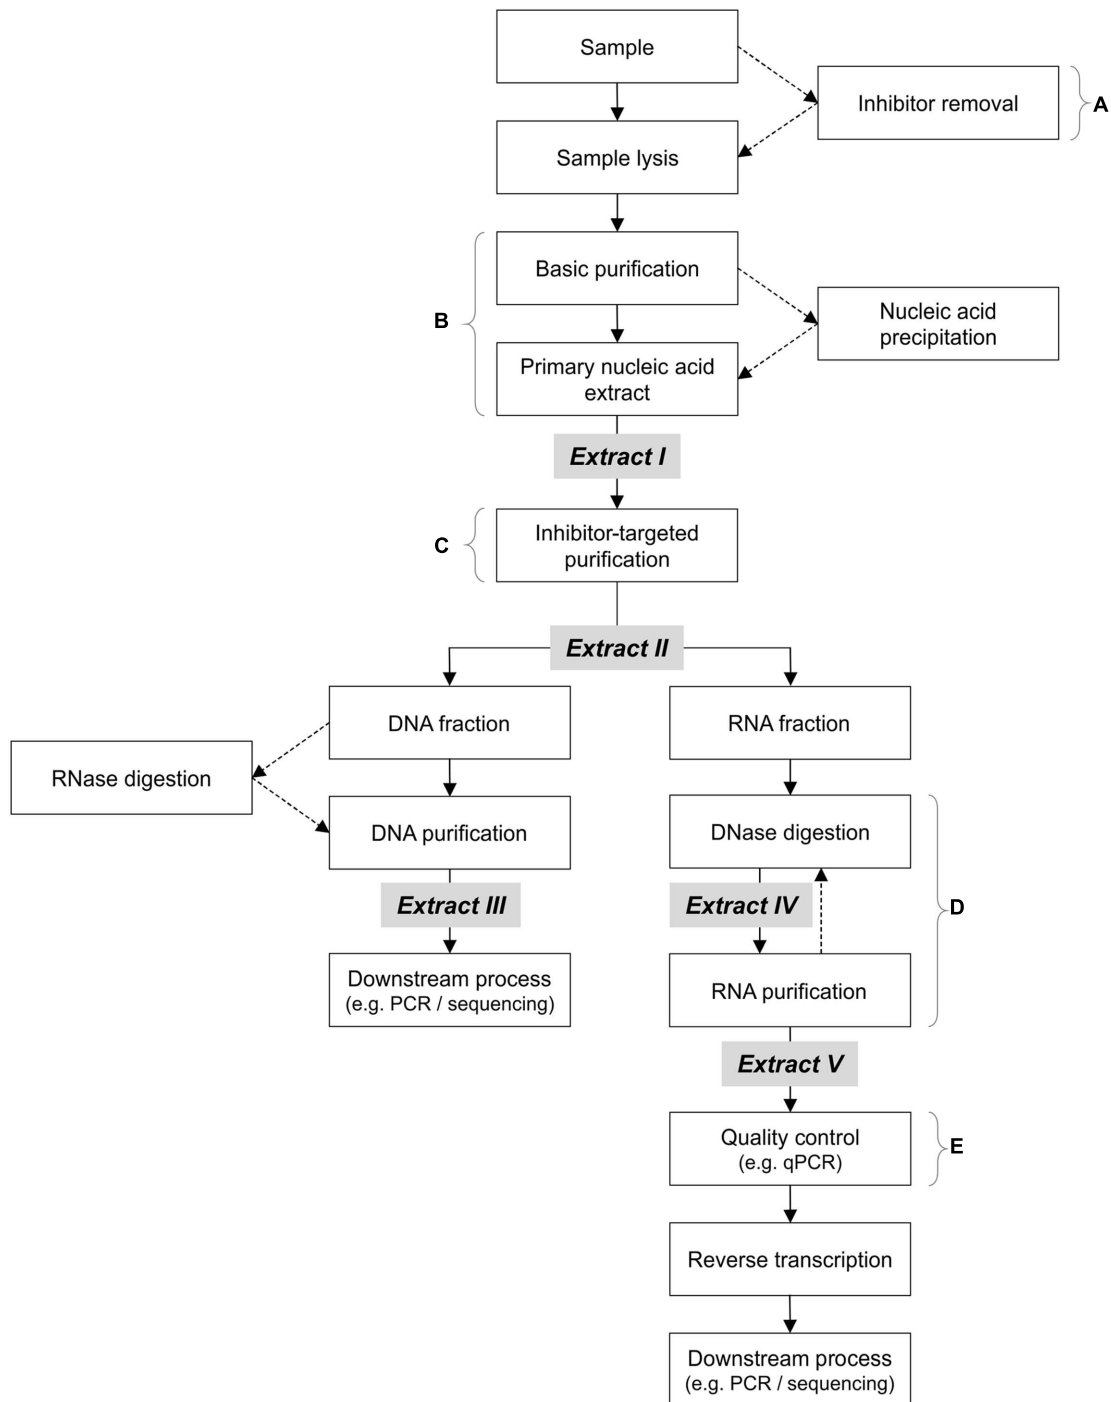 Sample
Inhibitor removal
A
Sample lysis
Basic purification
B
Nucleic acid
precipitation
Primary nucleic acid
extract
Extract I
C
Inhibitor-targeted
purification
Extract II
DNA fraction
RNA fraction
RNase digestion
DNA purification
DNase digestion
Extract III
Extract IV
D
Downstream process
(e.g. PCR / sequencing)
RNA purification
Extract V
Quality control
(e.g. qPCR)
E
Reverse transcription
Downstream process
(e.g. PCR / sequencing)